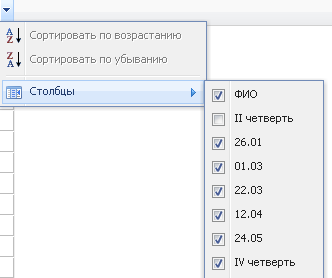 Сортировать по возрастанию
Сортировать по убыванию
Столбцы
ФИО
II четверть
26.01
01.03
22.03
12.04
24.05
IV четверть